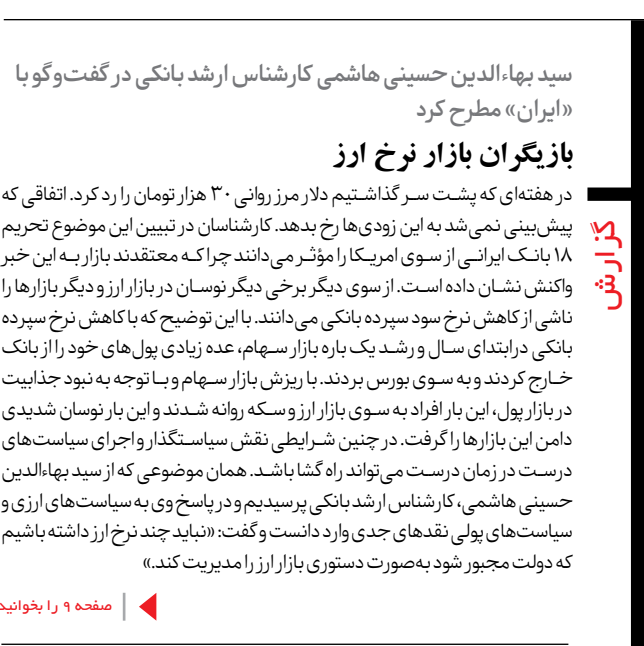 سید بهاءالدین حسینی هاشمی کارشناس ارشد بانکی در گفت‌وگو با
«ایران» مطرح کرد
بازیگران بازار نرخ ارز
گزارش
در هفته‌ای که پشت سر گذاشتیم دلار مرز روانی ۳۰ هزار تومان را رد کرد. اتفاقی که
پیش‌بینی نمی‌شد به این زودی‌ها رخ بدهد. کارشناسان در تبیین این موضوع تحریم
۱۸ بانک ایرانی از سوی امریکا را مؤثر می‌دانند چرا که معتقدند بازار به این خبر
واکنش نشان داده است. از سوی دیگر برخی دیگر نوسان در بازار ارز و دیگر بازارها را
ناشی از کاهش نرخ سود سپرده بانکی می‌دانند. با این توضیح که با کاهش نرخ سپرده
بانکی درابتدای سال و رشد یک باره بازار سهام، عده زیادی پول‌های خود را از بانک
خارج کردند و به سوی بورس بردند. با ریزش بازار سهام و با توجه به نبود جذابیت
در بازار پول، این بار افراد به سوی بازار ارز و سکه روانه شدند و این بار نوسان شدیدی
دامن این بازارها را گرفت. در چنین شرایطی نقش سیاستگذار و اجرای سیاست‌های
درست در زمان درست می‌تواند راه گشا باشد. همان موضوعی که از سید بهاءالدین
حسینی هاشمی، کارشناس ارشد بانکی پرسیدیم و در پاسخ وی به سیاست‌های ارزی و
سیاست‌های پولی نقدهای جدی وارد دانست و گفت: «نباید چند نرخ ارز داشته باشیم
که دولت مجبور شود به‌صورت دستوری بازار ارز را مدیریت کند.»
صفحه ۹ را بخوانید